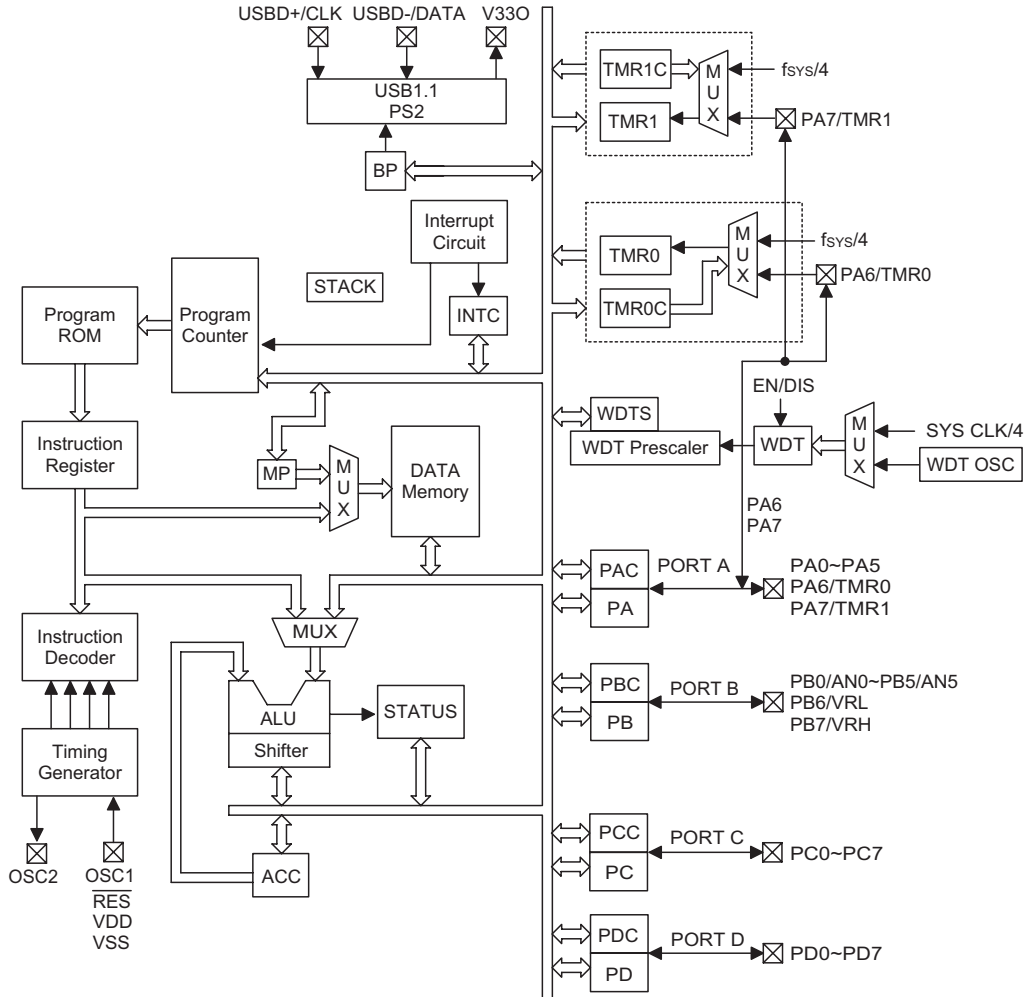 USBD+/CLK USBD-/DATA V33O
USB1.1
PS2
BP
TMR1C
TMR1
MUX
fSYS/4
PA7/TMR1
Interrupt
Circuit
STACK
INTC
TMR0
TMR0C
MUX
fSYS/4
PA6/TMR0
Program
ROM
Program
Counter
EN/DIS
WDTS
WDT Prescaler
WDT
MUX
SYS CLK/4
WDT OSC
Instruction
Register
MP
MUX
DATA
Memory
PA6
PA7
PAC
PA
PORT A
PA0~PA5
PA6/TMR0
PA7/TMR1
Instruction
Decoder
MUX
ALU
Shifter
STATUS
PBC
PB
PORT B
PB0/AN0~PB5/AN5
PB6/VRL
PB7/VRH
Timing
Generator
OSC2
OSC1
RES
VDD
VSS
ACC
PCC
PC
PORT C
PC0~PC7
PDC
PD
PORT D
PD0~PD7